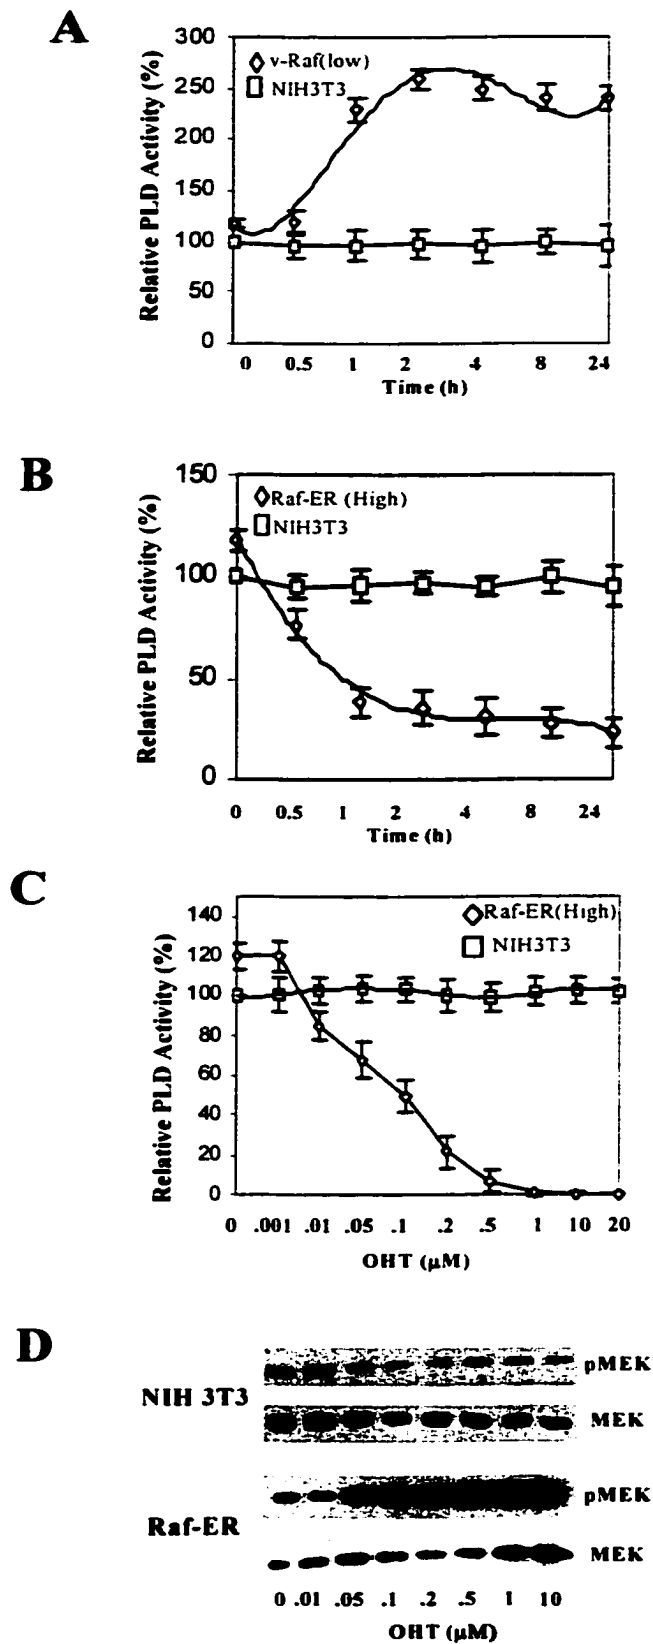 A
300
250
200
150
100
50
0
Relative PLD Activity (%)
v-Raf(low)
NIH3T3
0 0.5 1 2 4 8 24
Time (h)
B
150
100
50
0
Relative PLD Activity (%)
Raf-ER (High)
NIH3T3
0 0.5 1 2 4 8 24
Time (h)
C
140
120
100
80
60
40
20
0
Relative PLD Activity (%)
Raf-ER(High)
NIH3T3
0 .001 .01 .05 .1 .2 .5 1 10 20
OHT (μM)
D
NIH 3T3
pMEK
MEK
Raf-ER
pMEK
MEK
0 .01 .05 .1 .2 .5 1 10
OHT (μM)